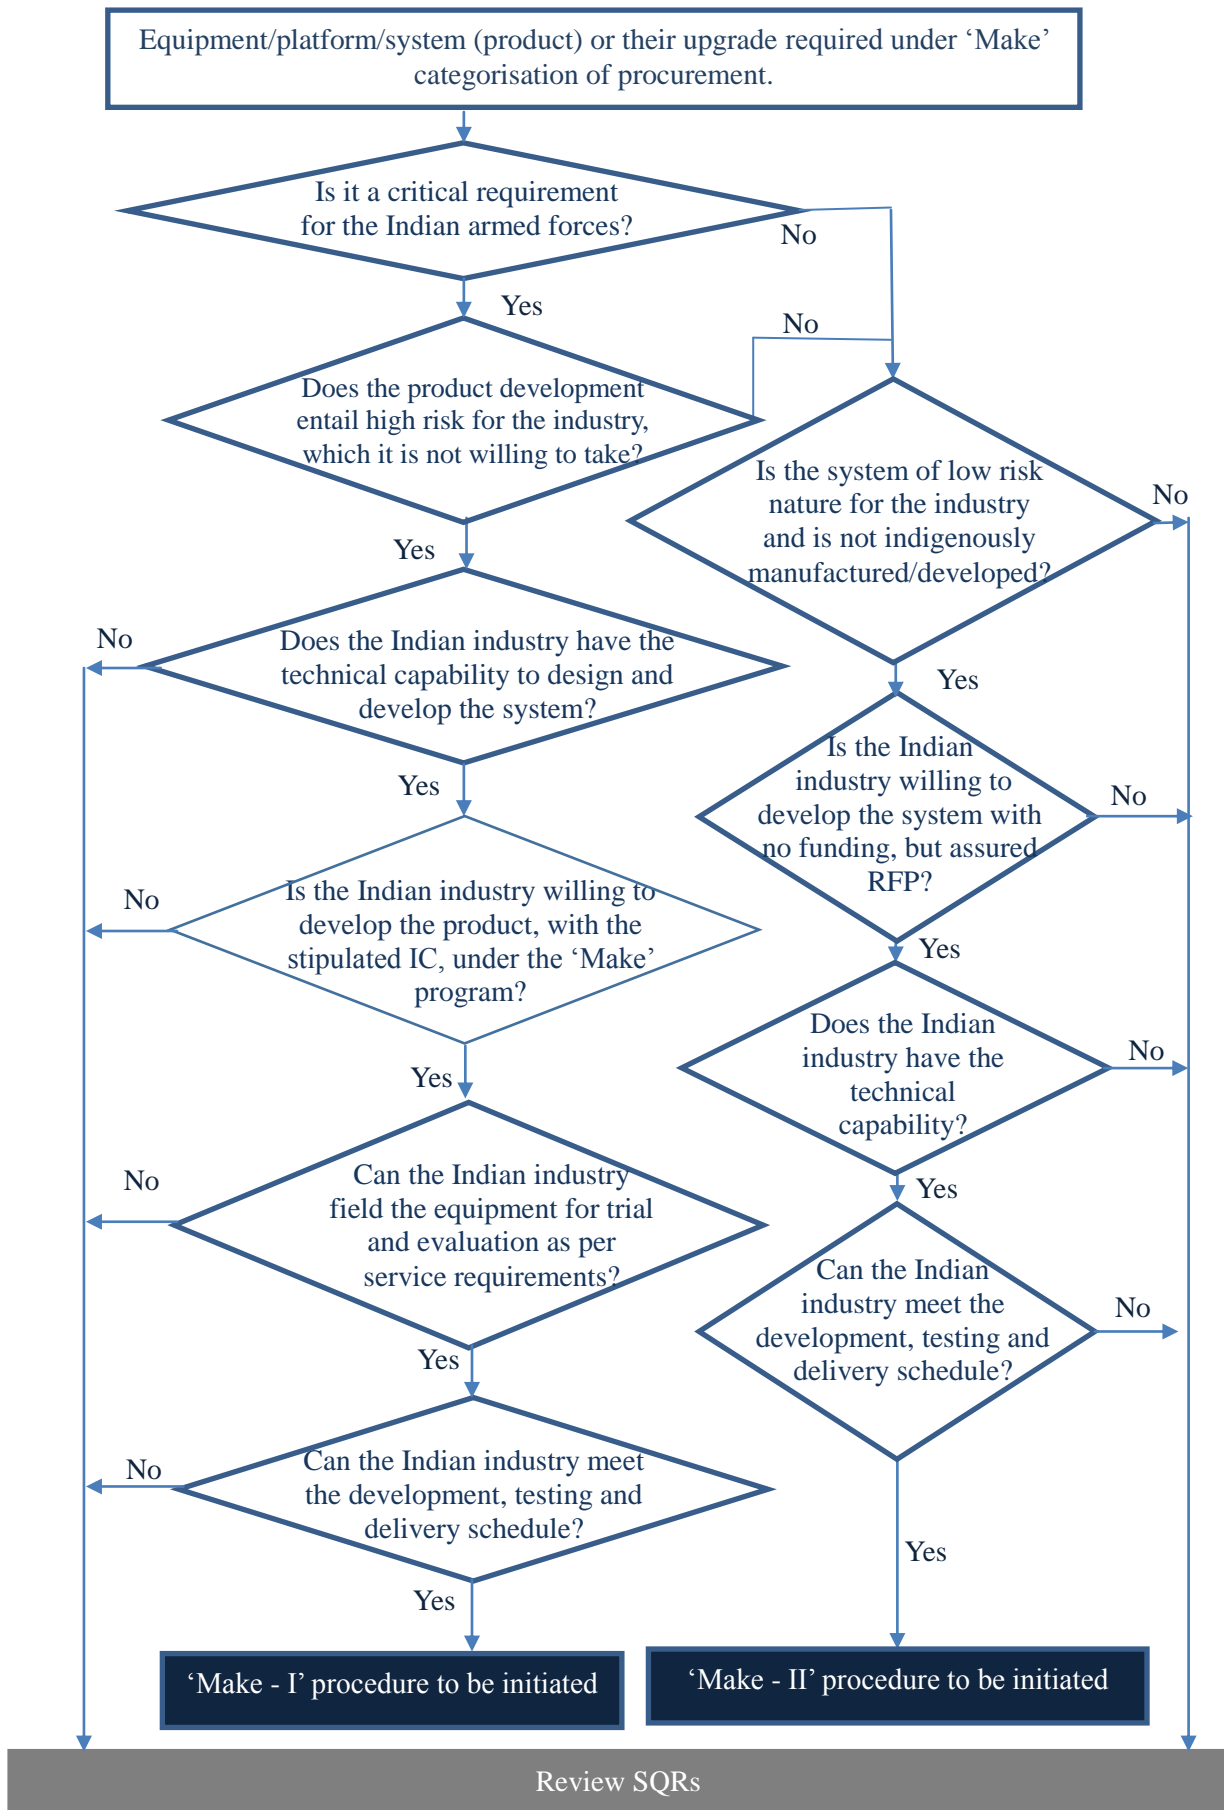 Equipment/platform/system (product) or their upgrade required under ‘Make’
categorisation of procurement.
Is it a critical requirement
for the Indian armed forces?
No
Yes
No
Does the product development
entail high risk for the industry,
which it is not willing to take?
Is the system of low risk
nature for the industry
and is not indigenously
manufactured/developed?
No
Yes
Does the Indian industry have the
technical capability to design and
develop the system?
No
Yes
Yes
Is the Indian
industry willing to
develop the system with
no funding, but assured
RFP?
No
Is the Indian industry willing to
develop the product, with the
stipulated IC, under the ‘Make’
program?
No
Yes
Yes
Does the Indian
industry have the
technical
capability?
No
Can the Indian industry
field the equipment for trial
and evaluation as per
service requirements?
No
Yes
Yes
Can the Indian
industry meet the
development, testing and
delivery schedule?
No
Can the Indian industry meet
the development, testing and
delivery schedule?
No
Yes
Yes
‘Make - I’ procedure to be initiated
‘Make - II’ procedure to be initiated
Review SQRs